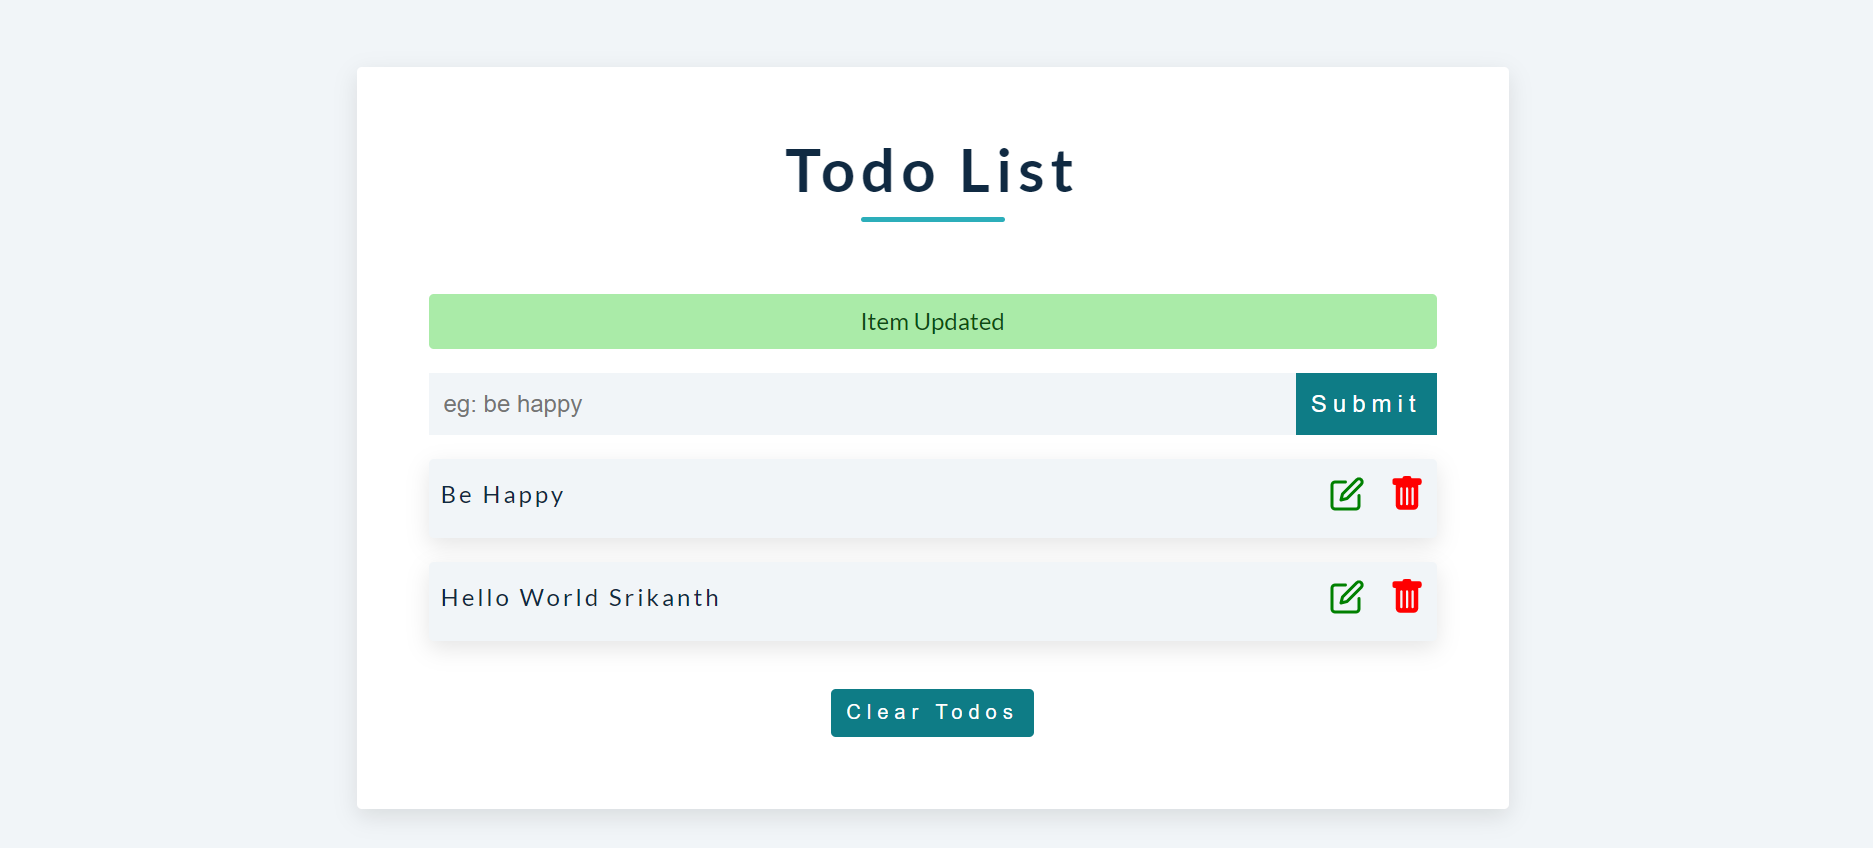 Todo List
Item Updated
eg: be happy
Submit
Be Happy
Hello World Srikanth
Clear Todos